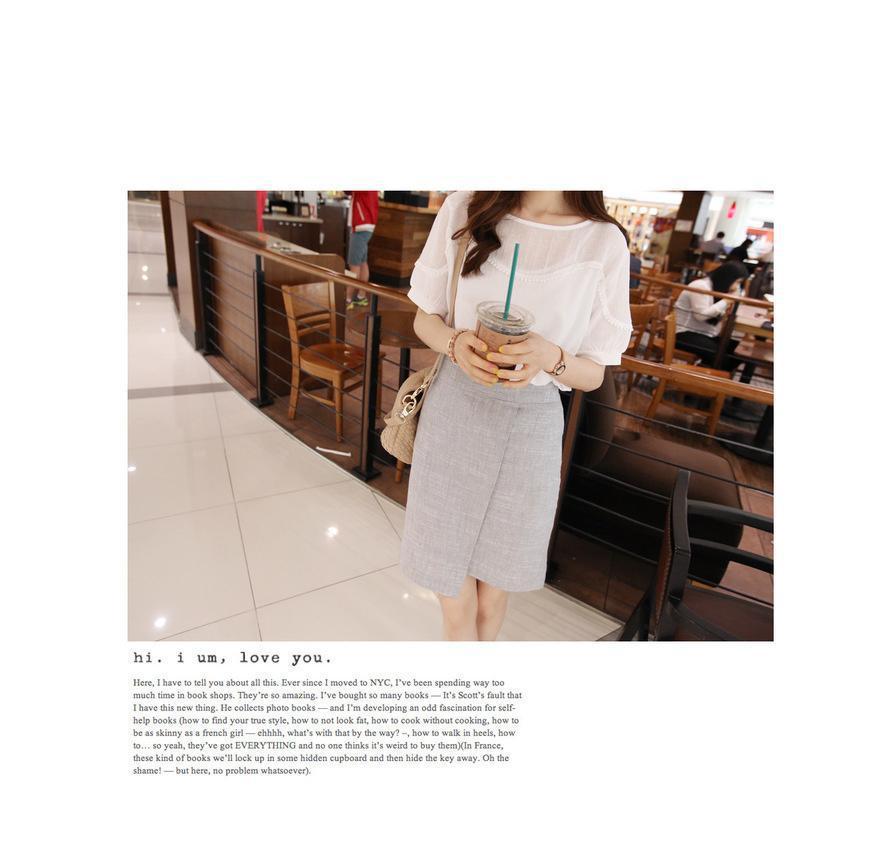 hi. i um, love you.
Here, I have to tell you about all this. Ever since I moved to NYC, I've been spending way too
much time in book shops. They're so amazing. I've bought so many books — It's Scott's fault that
I have this new thing. He collects photo books — and I'm developing an odd fascination for self-
help books (how to find your true style, how to not look fat, how to cook without cooking, how to
be as skinny as a french girl — ehhhh, what's with that by the way? –, how to walk in heels, how
to… so yeah, they've got EVERYTHING and no one thinks it's weird to buy them)(In France,
these kind of books we'll lock up in some hidden cupboard and then hide the key away. Oh the
shame! — but here, no problem whatsoever).